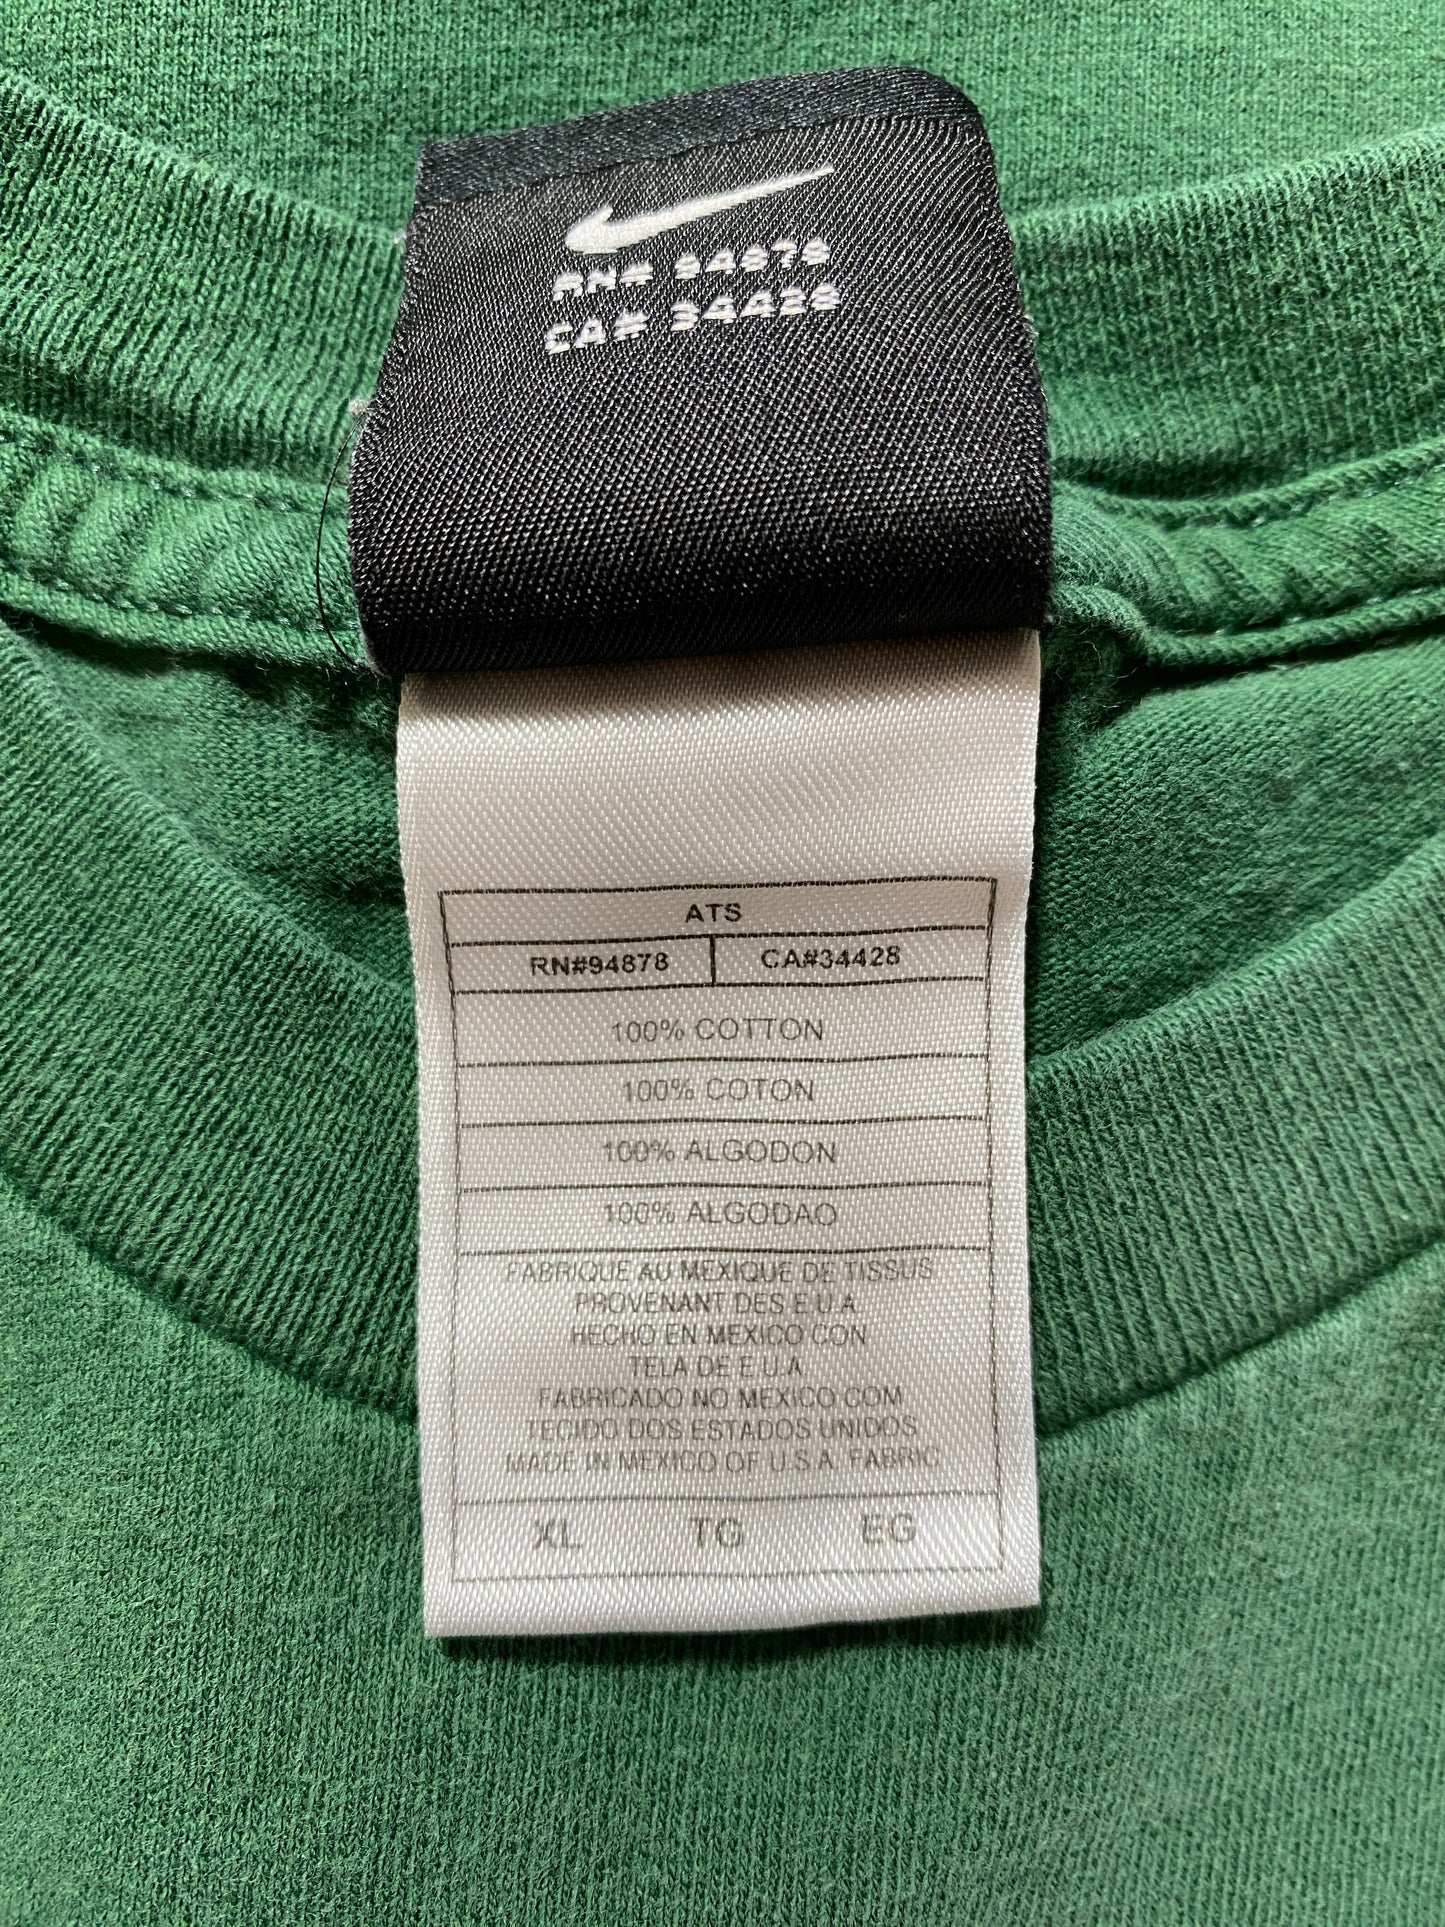 RN# 94878
CA# 34428
ATS
RN#94878 CA#34428
100% COTTON
100% COTON
100% ALGODON
100% ALGODAO
FABRIQUE AU MEXIQUE DE TISSUS
PROVENANT DES E.U.A
HECHO EN MEXICO CON
TELA DE E.U.A
FABRICADO NO MEXICO COM
TECIDO DOS ESTADOS UNIDOS
MADE IN MEXICO OF U.S.A. FABRIC
XL TG EG